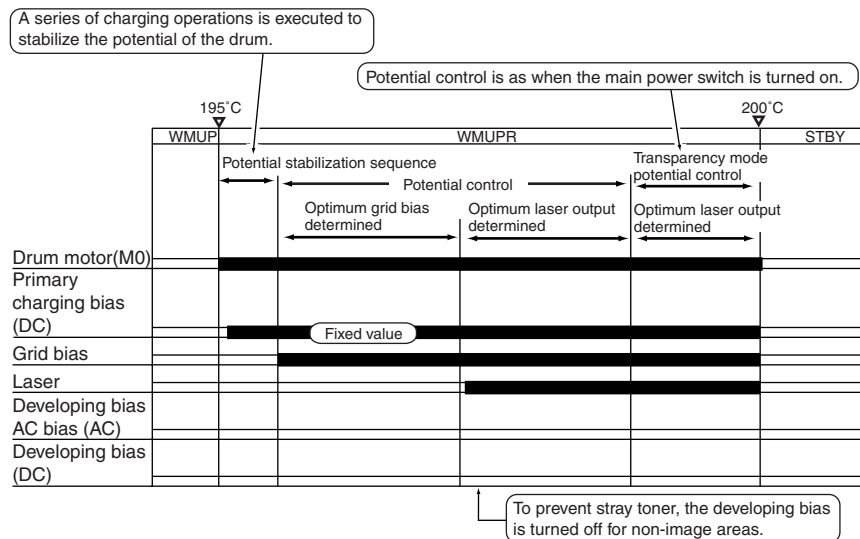 A series of charging operations is executed to
stabilize the potential of the drum.
Potential control is as when the main power switch is turned on.
195˚C
200˚C
WMUP
WMUPR
STBY
Potential stabilization sequence
Potential control
Transparency mode
potential control
Optimum grid bias
determined
Optimum laser output
determined
Optimum laser output
determined
Drum motor(M0)
Primary
charging bias
(DC)
Fixed value
Grid bias
Laser
Developing bias
AC bias (AC)
Developing bias
(DC)
To prevent stray toner, the developing bias
is turned off for non-image areas.